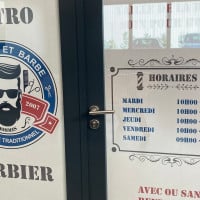 TRO
ET BARBE
2007
TRADITIONNEL
RBIER
HORAIRES
MARDI 10H00
MERCREDI 10H00
JEUDI 10H00
VENDREDI 10H00
SAMEDI 09H00
AVEC OU SAN